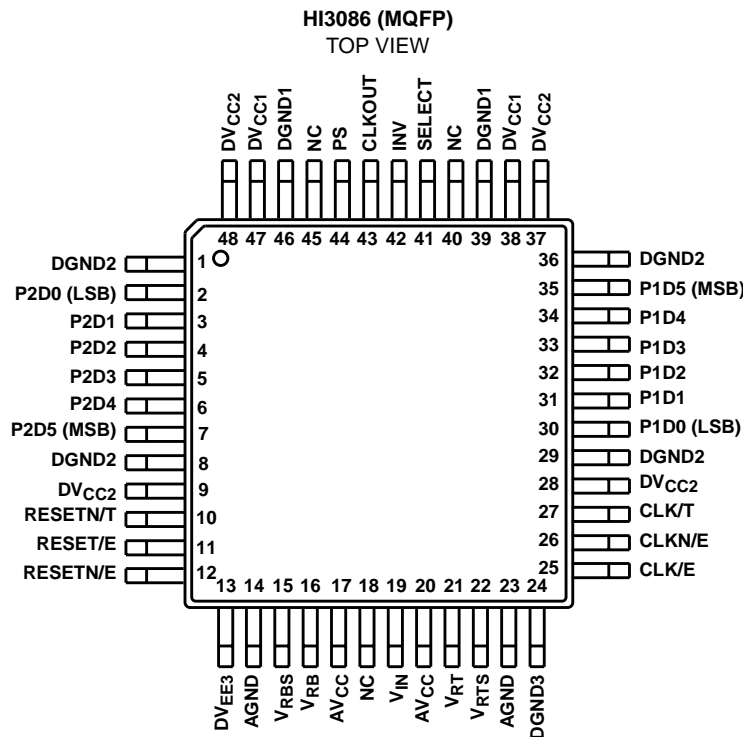 HI3086 (MQFP)
TOP VIEW
DVCC2
DVCC1
DGND1
NC
PS
CLKOUT
INV
SELECT
NC
DGND1
DVCC1
DVCC2
48 47 46 45 44 43 42 41 40 39 38 37
DGND2 1
P2D0 (LSB) 2
P2D1 3
P2D2 4
P2D3 5
P2D4 6
P2D5 (MSB) 7
DGND2 8
DVCC2 9
RESETN/T 10
RESET/E 11
RESETN/E 12
36 DGND2
35 P1D5 (MSB)
34 P1D4
33 P1D3
32 P1D2
31 P1D1
30 P1D0 (LSB)
29 DGND2
28 DVCC2
27 CLK/T
26 CLKN/E
25 CLK/E
13 14 15 16 17 18 19 20 21 22 23 24
DVEE3
AGND
VRBS
VRB
AVCC
NC
VIN
AVCC
VRT
VRTS
AGND
DGND3